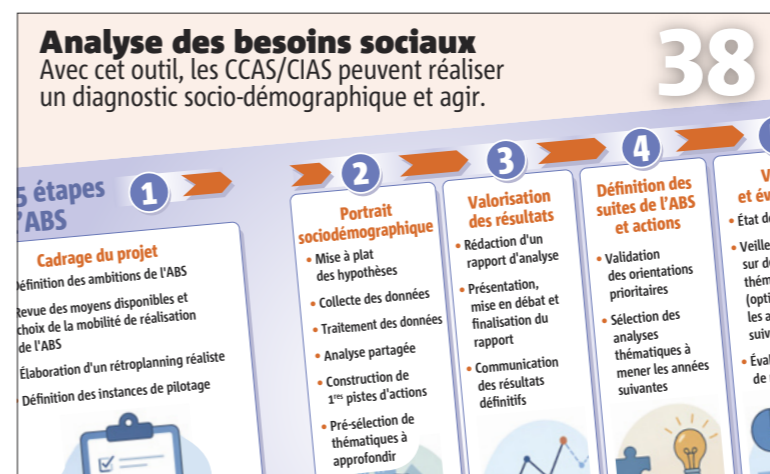 Analyse des besoins sociaux
Avec cet outil, les CCAS/CIAS peuvent réaliser
un diagnostic socio-démographique et agir.
38
5 étapes
l'ABS
1
Cadrage du projet
Définition des ambitions de l'ABS
Revue des moyens disponibles et
choix de la mobilité de réalisation
de l'ABS
• Élaboration d'un rétroplanning réaliste
• Définition des instances de pilotage
2
Portrait
sociodémographique
• Mise à plat
des hypothèses
• Collecte des données
• Traitement des données
• Analyse partagée
• Construction de
1res pistes d'actions
• Pré-sélection de
thématiques à
approfondir
3
Valorisation
des résultats
• Rédaction d'un
rapport d'analyse
• Présentation,
mise en débat et
finalisation du
rapport
• Communication
des résultats
définitifs
4
Définition des
suites de l'ABS
et actions
• Validation
des orientations
prioritaires
• Sélection des
analyses
thématiques à
mener les années
suivantes
et
• État
• Veille
sur
les